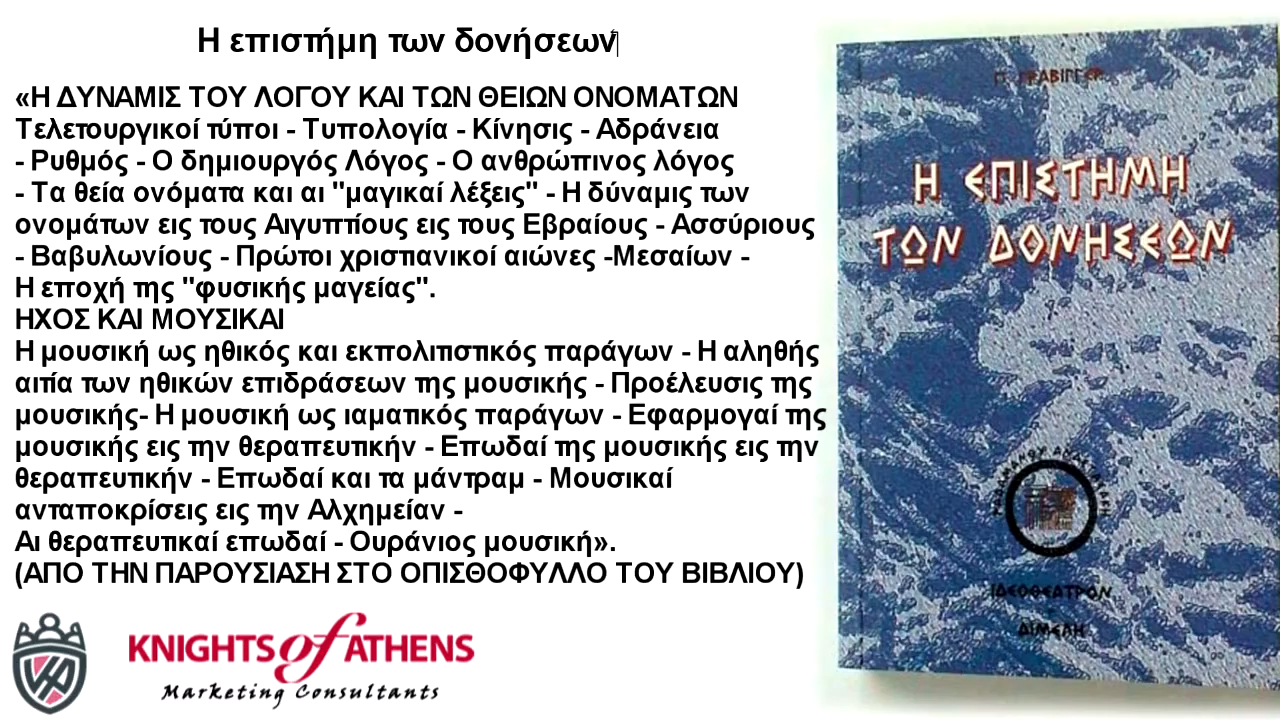 Η επιστήμη των δονήσεων
«Η ΔΥΝΑΜΙΣ ΤΟΥ ΛΟΓΟΥ ΚΑΙ ΤΩΝ ΘΕΙΩΝ ΟΝΟΜΑΤΩΝ
Τελετουργικοί τύποι - Τυπολογία - Κίνησις - Αδράνεια
- Ρυθμός - Ο δημιουργός Λόγος - Ο ανθρώπινος λόγος
- Τα θεία ονόματα και αι "μαγικαί λέξεις" - Η δύναμις των
ονομάτων εις τους Αιγυπτίους εις τους Εβραίους - Ασσύριους
- Βαβυλωνίους - Πρώτοι χριστιανικοί αιώνες -Μεσαίων -
Η εποχή της "φυσικής μαγείας".
ΗΧΟΣ ΚΑΙ ΜΟΥΣΙΚΑΙ
Η μουσική ως ηθικός και εκπολιτιστικός παράγων - Η αληθής
αιτία των ηθικών επιδράσεων της μουσικής - Προέλευσις της
μουσικής- Η μουσική ως ιαματικός παράγων - Εφαρμογαί της
μουσικής εις την θεραπευτικήν - Επωδαί της μουσικής εις την
θεραπευτικήν - Επωδαί και τα μάντραμ - Μουσικαί
ανταποκρίσεις εις την Αλχημείαν -
Αι θεραπευτικαί επωδαί - Ουράνιος μουσική».
(ΑΠΟ ΤΗΝ ΠΑΡΟΥΣΙΑΣΗ ΣΤΟ ΟΠΙΣΘΟΦΥΛΛΟ ΤΟΥ ΒΙΒΛΙΟΥ)
KNIGHTS of ATHENS
Marketing Consultants
Π. ΓΡΑΒΙΓΓΕΡ
Η ΕΠΙΣΤΗΜΗ
ΤΩΝ ΔΟΝΗΣΕΩΝ
ΙΔΕΟΘΕΑΤΡΟΝ
ΔΙΜΕΛΗ